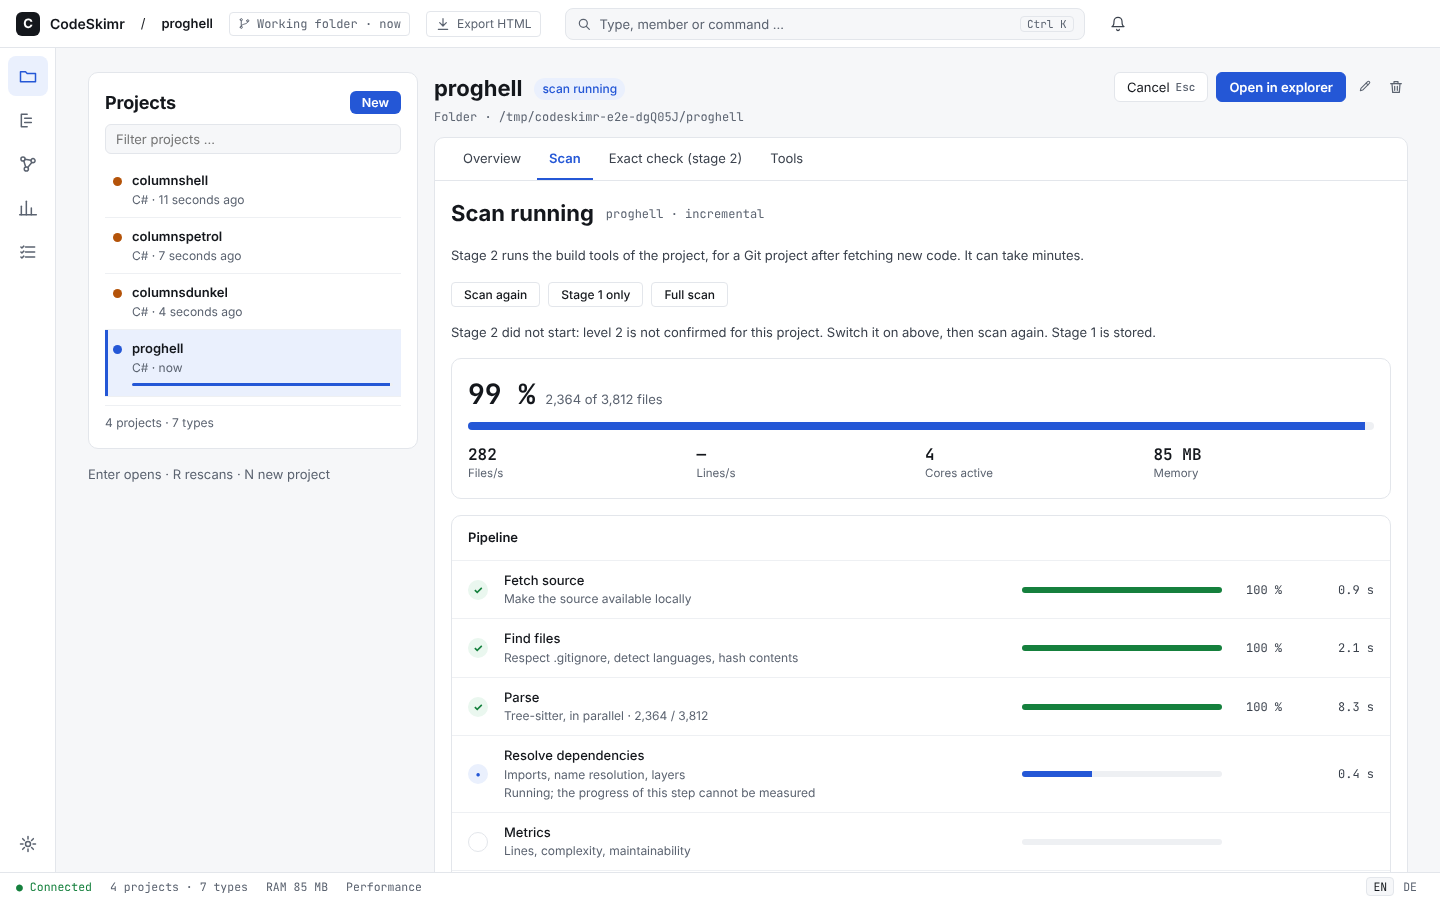 C CodeSkimr / proghell Working folder · now Export HTML Type, member or command ... Ctrl K
Projects
New
Filter projects ...
columnshell
C# · 11 seconds ago
columnspetrol
C# · 7 seconds ago
columnsdunkel
C# · 4 seconds ago
proghell
C# · now
4 projects · 7 types
Enter opens · R rescans · N new project
proghell scan running
Cancel Esc Open in explorer
Folder · /tmp/codeskimr-e2e-dgQ05J/proghell
Overview Scan Exact check (stage 2) Tools
Scan running proghell · incremental
Stage 2 runs the build tools of the project, for a Git project after fetching new code. It can take minutes.
Scan again Stage 1 only Full scan
Stage 2 did not start: level 2 is not confirmed for this project. Switch it on above, then scan again. Stage 1 is stored.
99 % 2,364 of 3,812 files
282 – 4 85 MB
Files/s Lines/s Cores active Memory
Pipeline
Fetch source
Make the source available locally
100 % 0.9 s
Find files
Respect .gitignore, detect languages, hash contents
100 % 2.1 s
Parse
Tree-sitter, in parallel · 2,364 / 3,812
100 % 8.3 s
Resolve dependencies
Imports, name resolution, layers
Running; the progress of this step cannot be measured
0.4 s
Metrics
Lines, complexity, maintainability
Connected 4 projects · 7 types RAM 85 MB Performance EN DE